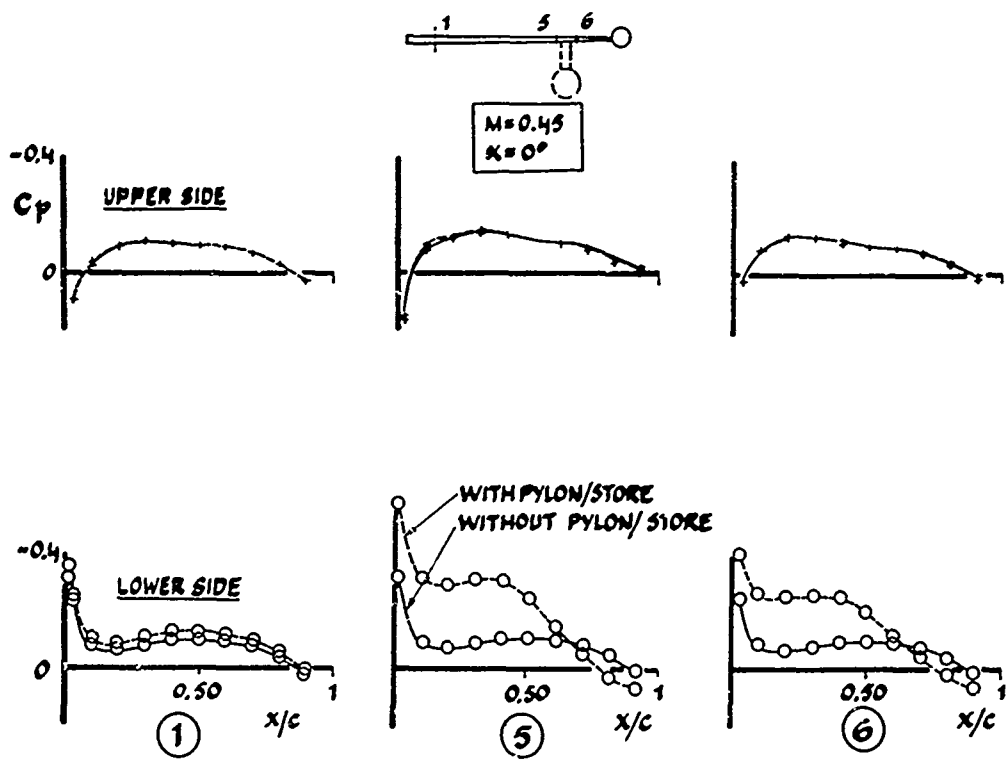 1 5 6
M=0.45
α=0°
-0.4
Cp
UPPER SIDE
0
WITH PYLON/STORE
WITHOUT PYLON/STORE
-0.4
LOWER SIDE
0
0.50 1
0.50 1
0.50 1
x/c
x/c
x/c
1
5
6